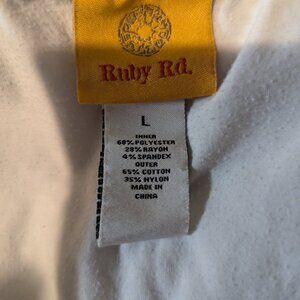 Ruby Rd.
L
INNER
68% POLYESTER
28% RAYON
4% SPANDEX
OUTER
65% COTTON
35% NYLON
MADE IN
CHINA